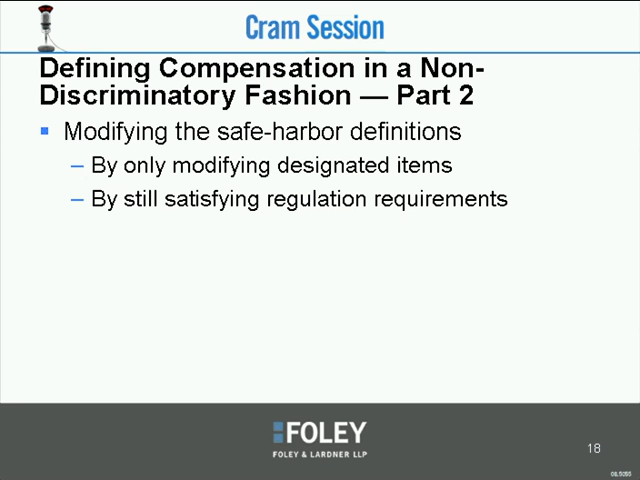 Cram Session
Defining Compensation in a Non-
Discriminatory Fashion — Part 2
Modifying the safe-harbor definitions
– By only modifying designated items
– By still satisfying regulation requirements
FOLEY
FOLEY & LARDNER LLP
18